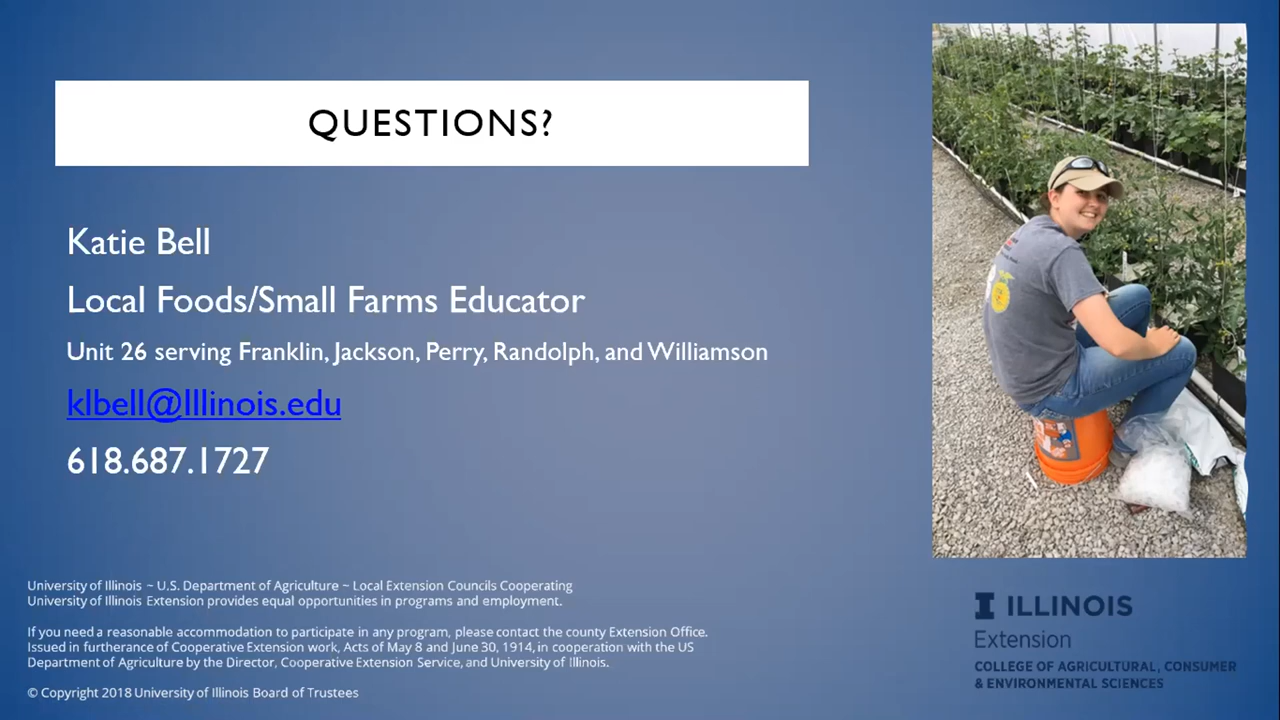 QUESTIONS?
Katie Bell
Local Foods/Small Farms Educator
Unit 26 serving Franklin, Jackson, Perry, Randolph, and Williamson
klbell@Illinois.edu
618.687.1727
University of Illinois ~ U.S. Department of Agriculture ~ Local Extension Councils Cooperating
University of Illinois Extension provides equal opportunities in programs and employment.
If you need a reasonable accommodation to participate in any program, please contact the county Extension Office.
Issued in furtherance of Cooperative Extension work, Acts of May 8 and June 30, 1914, in cooperation with the US
Department of Agriculture by the Director, Cooperative Extension Service, and University of Illinois.
© Copyright 2018 University of Illinois Board of Trustees
I ILLINOIS
Extension
COLLEGE OF AGRICULTURAL, CONSUMER
& ENVIRONMENTAL SCIENCES